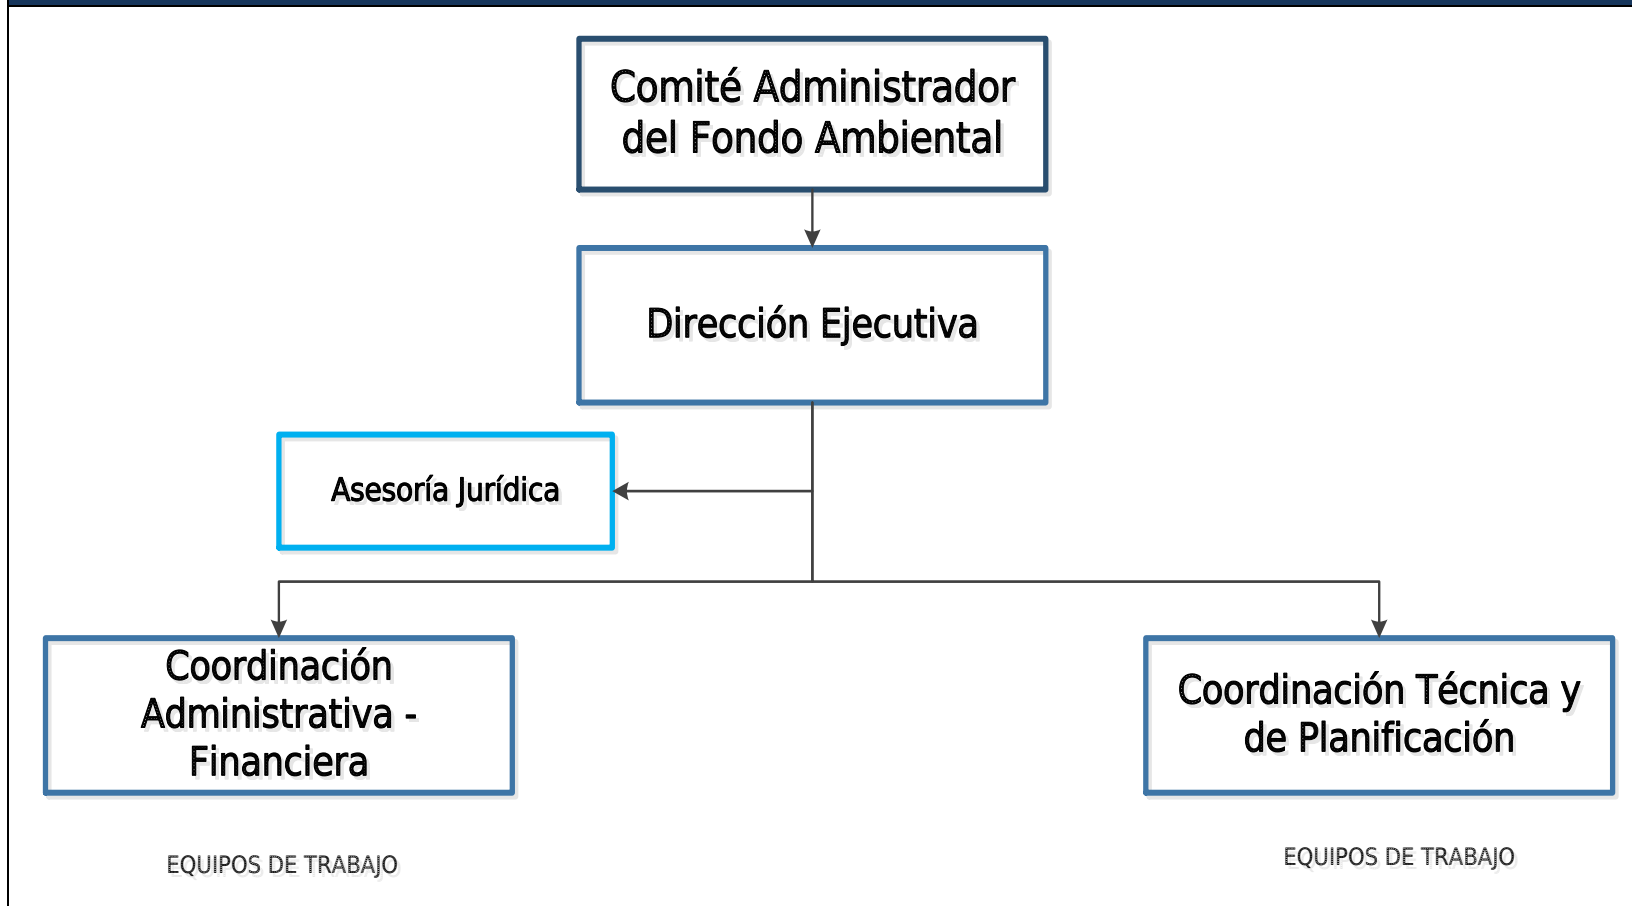 Comité Administrador
del Fondo Ambiental
Dirección Ejecutiva
Asesoría Jurídica
Coordinación
Administrativa -
Financiera
Coordinación Técnica y
de Planificación
EQUIPOS DE TRABAJO
EQUIPOS DE TRABAJO